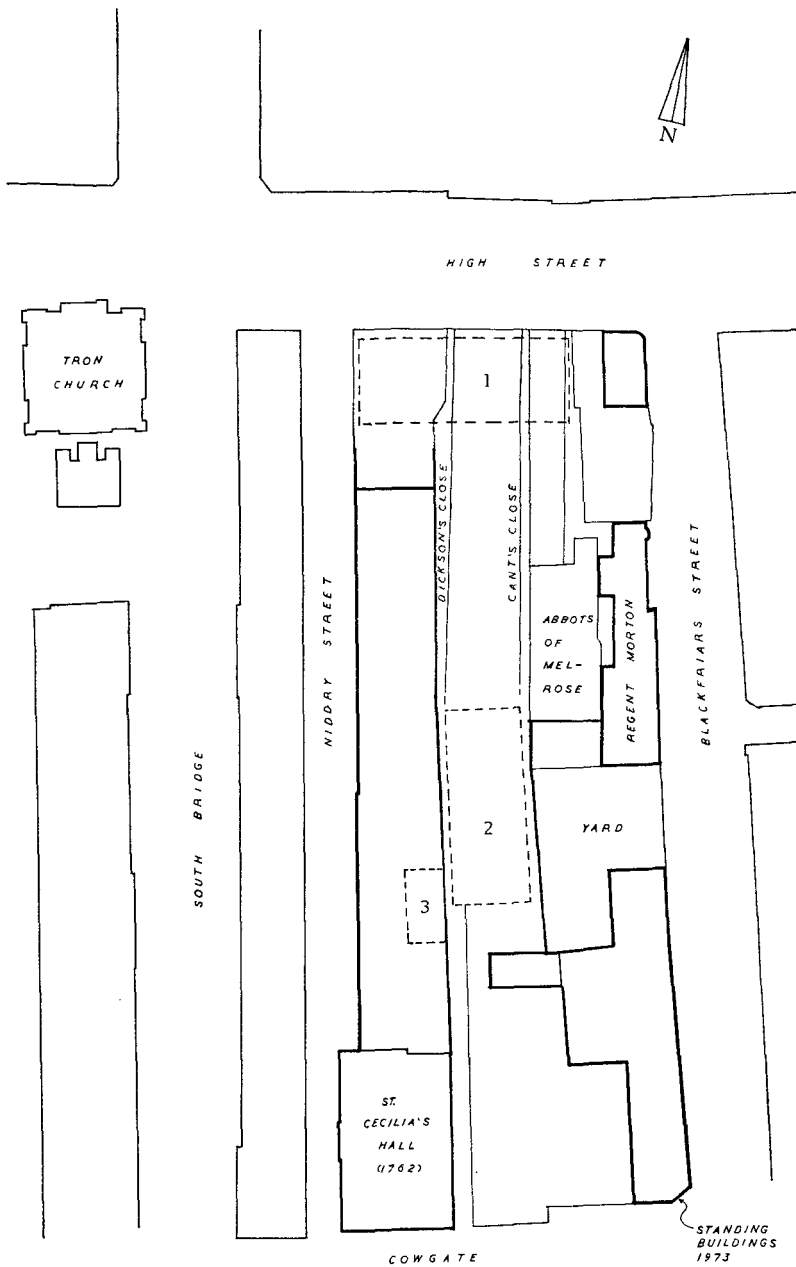 N
HIGH STREET
TRON
CHURCH
1
DICKSON'S CLOSE
CANT'S CLOSE
NIDDRY STREET
ABBOTS
OF
MEL-
ROSE
REGENT MORTON
BLACKFRIARS STREET
SOUTH BRIDGE
2
YARD
3
ST.
CECILIA'S
HALL
(1762)
STANDING
BUILDINGS
1973
COWGATE